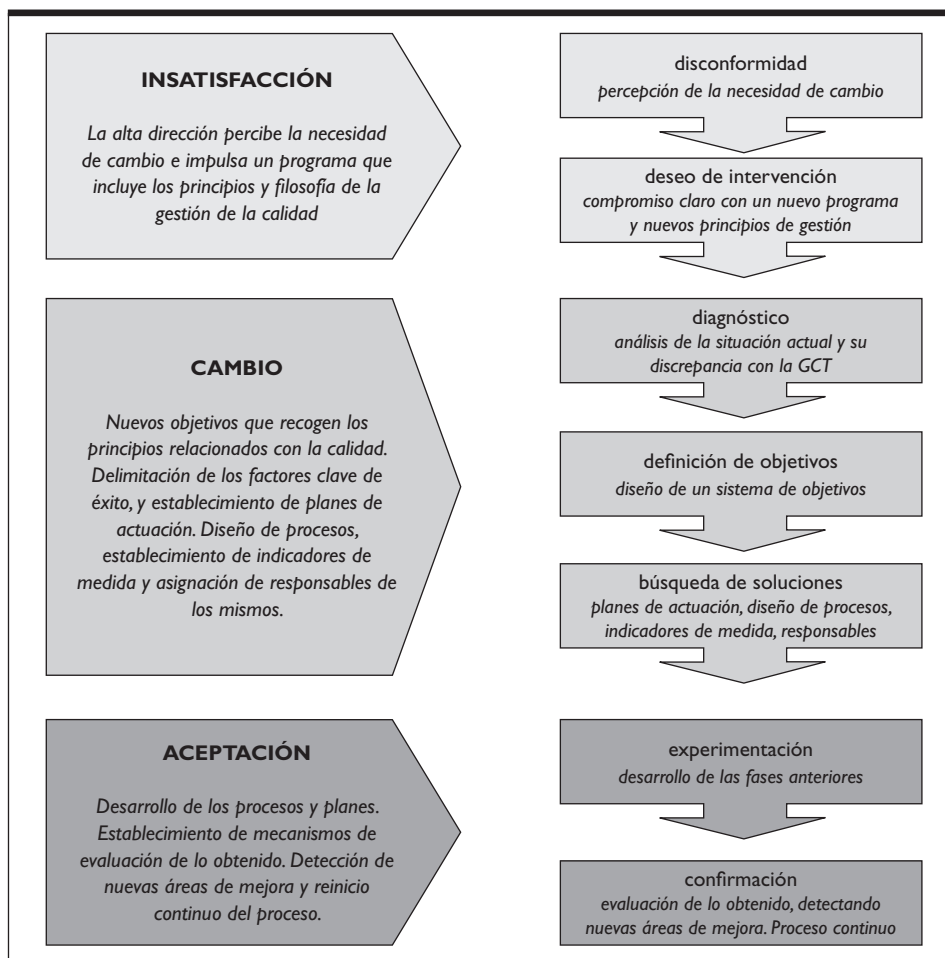 INSATISFACCIÓN
La alta dirección percibe la necesidad
de cambio e impulsa un programa que
incluye los principios y filosofía de la
gestión de la calidad
disconformidad
percepción de la necesidad de cambio
deseo de intervención
compromiso claro con un nuevo programa
y nuevos principios de gestión
CAMBIO
Nuevos objetivos que recogen los
principios relacionados con la calidad.
Delimitación de los factores clave de
éxito, y establecimiento de planes de
actuación. Diseño de procesos,
establecimiento de indicadores de
medida y asignación de responsables de
los mismos.
diagnóstico
análisis de la situación actual y su
discrepancia con la GCT
definición de objetivos
diseño de un sistema de objetivos
búsqueda de soluciones
planes de actuación, diseño de procesos,
indicadores de medida, responsables
ACEPTACIÓN
Desarrollo de los procesos y planes.
Establecimiento de mecanismos de
evaluación de lo obtenido. Detección de
nuevas áreas de mejora y reinicio
continuo del proceso.
experimentación
desarrollo de las fases anteriores
confirmación
evaluación de lo obtenido, detectando
nuevas áreas de mejora. Proceso continuo